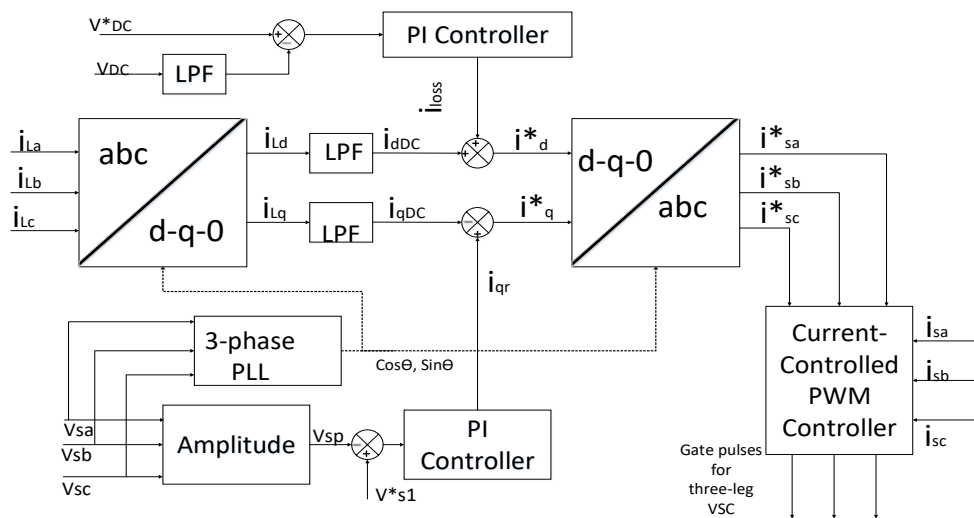 V*DC
PI Controller
VDC
LPF
iloss
iLa
iLb
iLc
abc
d-q-0
iLd
LPF
idDC
i*d
iLq
LPF
iqDC
i*q
d-q-0
abc
i*sa
i*sb
i*sc
iqr
3-phase
PLL
CosΘ, SinΘ
Current-
Controlled
PWM
Controller
isa
isb
isc
Vsa
Vsb
Vsc
Amplitude
Vsp
V*s1
PI
Controller
Gate pulses
for
three-leg
VSC